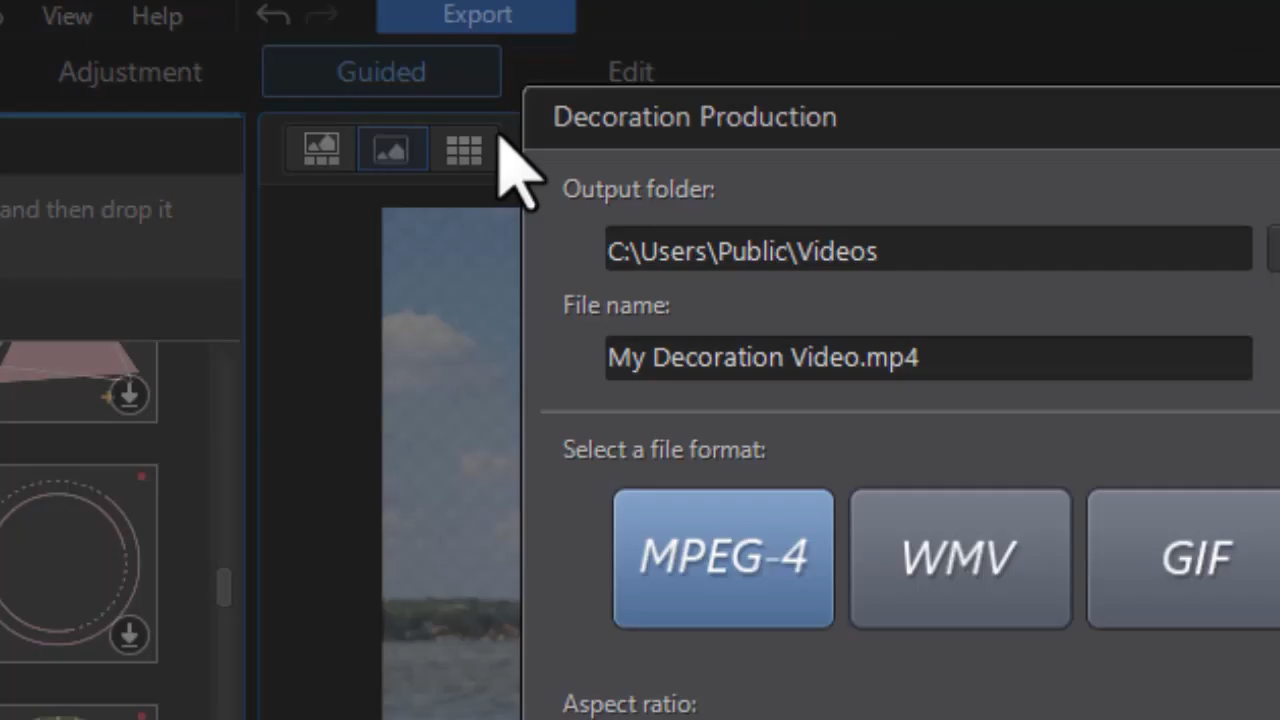 View Help Export
Adjustment Guided Edit
Decoration Production
and then drop it
Output folder:
C:\Users\Public\Videos
File name:
My Decoration Video.mp4
Select a file format:
MPEG-4 WMV GIF
Aspect ratio: